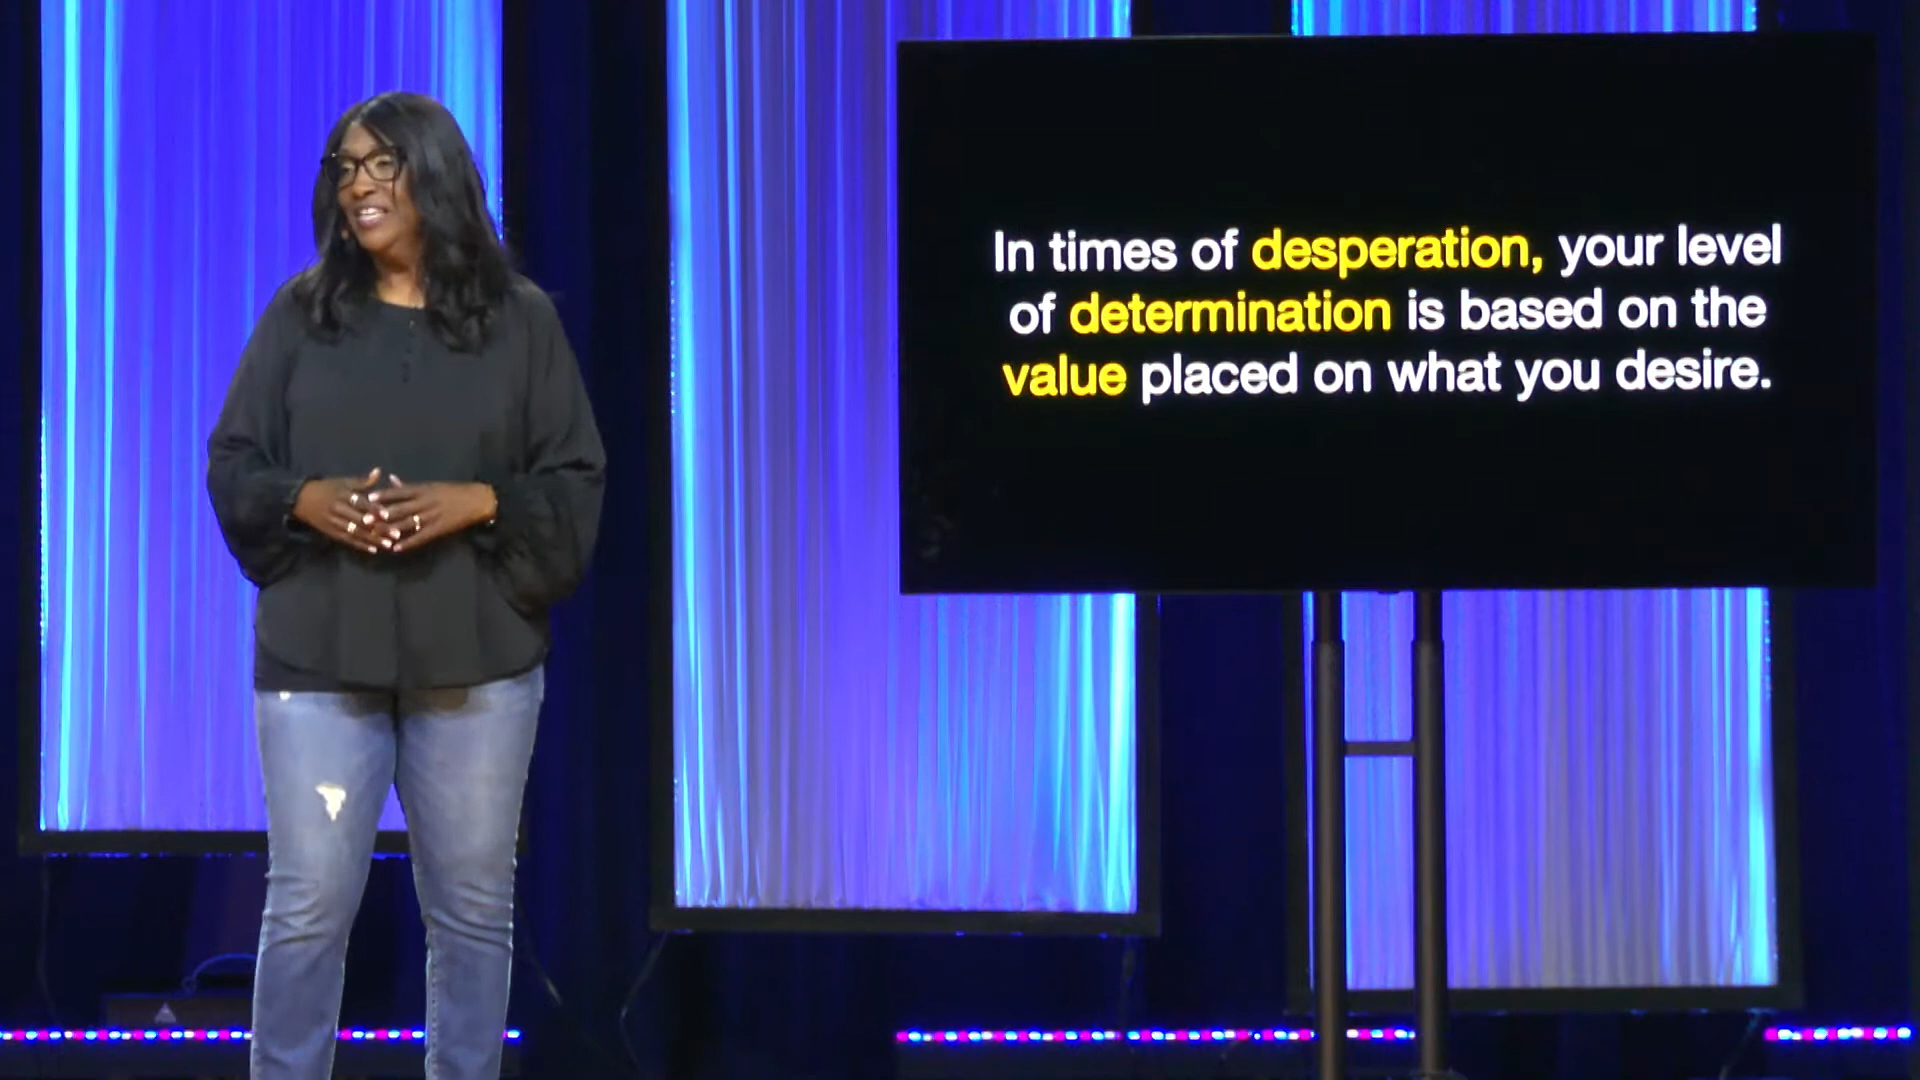 In times of desperation, your level
of determination is based on the
value placed on what you desire.